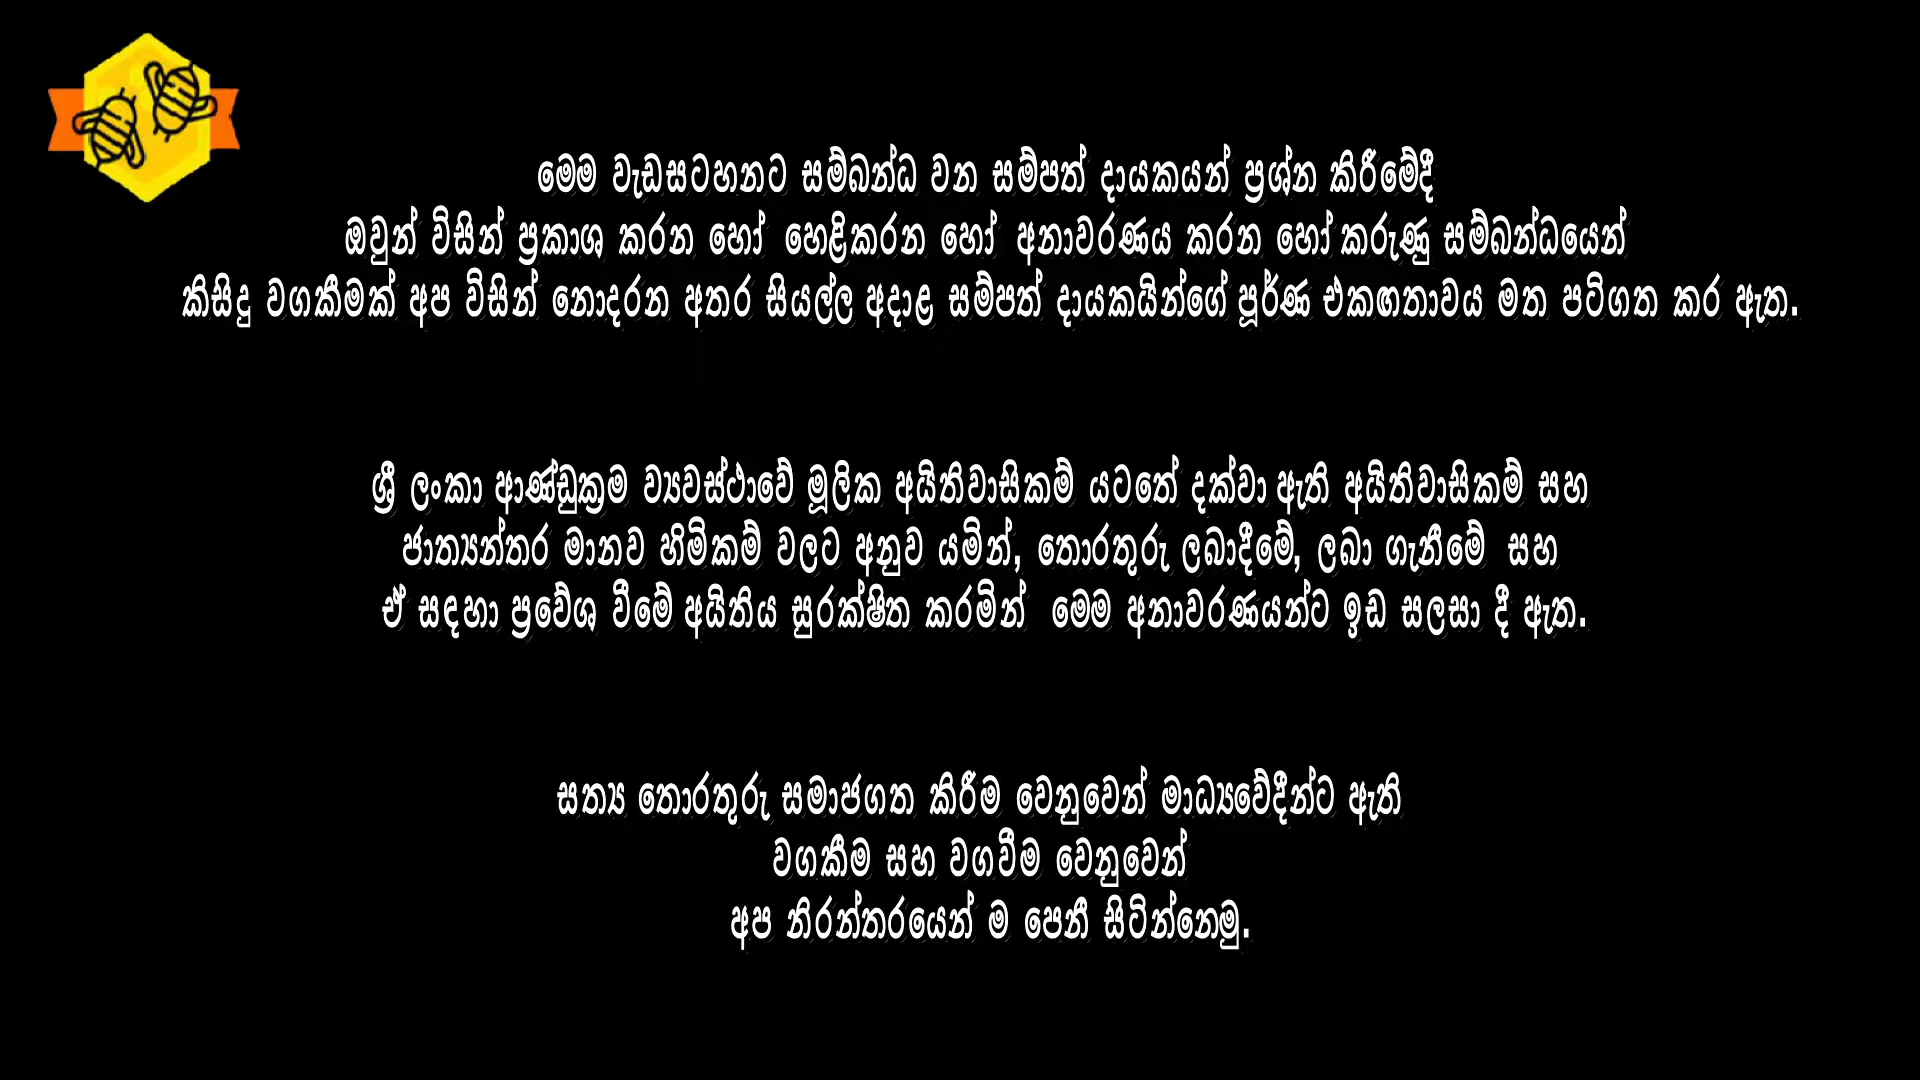 මෙම වැඩසටහනට සම්බන්ධ වන සම්පත් දායකයන් ප්‍රශ්න කිරීමේදී
ඔවුන් විසින් ප්‍රකාශ කරන හෝ හෙළිකරන හෝ අනාවරණය කරන හෝ කරුණු සම්බන්ධයෙන්
කිසිදු වගකීමක් අප විසින් නොදරන අතර සියල්ල අදාළ සම්පත් දායකයින්ගේ පූර්ණ එකඟතාවය මත පටිගත කර ඇත.
ශ්‍රී ලංකා ආණ්ඩුක්‍රම ව්‍යවස්ථාවේ මූලික අයිතිවාසිකම් යටතේ දක්වා ඇති අයිතිවාසිකම් සහ
ජාත්‍යන්තර මානව හිමිකම් වලට අනුව යමින්, තොරතුරු ලබාදීමේ, ලබා ගැනීමේ සහ
ඒ සඳහා ප්‍රවේශ වීමේ අයිතිය සුරක්ෂිත කරමින් මෙම අනාවරණයන්ට ඉඩ සලසා දී ඇත.
සත්‍ය තොරතුරු සමාජගත කිරීම වෙනුවෙන් මාධ්‍යවේදීන්ට ඇති
වගකීම සහ වගවීම වෙනුවෙන්
අප නිරන්තරයෙන් ම පෙනී සිටින්නෙමු.